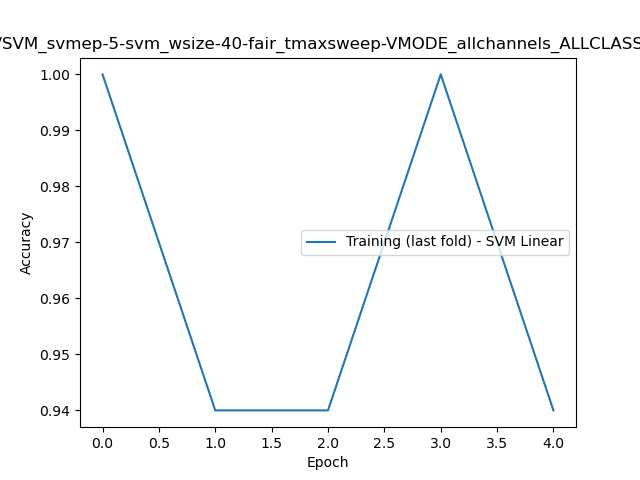 /SVM_svmep-5-svm_wsize-40-fair_tmaxsweep-VMODE_allchannels_ALLCLASS
1.00
0.99
0.98
0.97
0.96
0.95
0.94
Accuracy
Training (last fold) - SVM Linear
0.0 0.5 1.0 1.5 2.0 2.5 3.0 3.5 4.0
Epoch